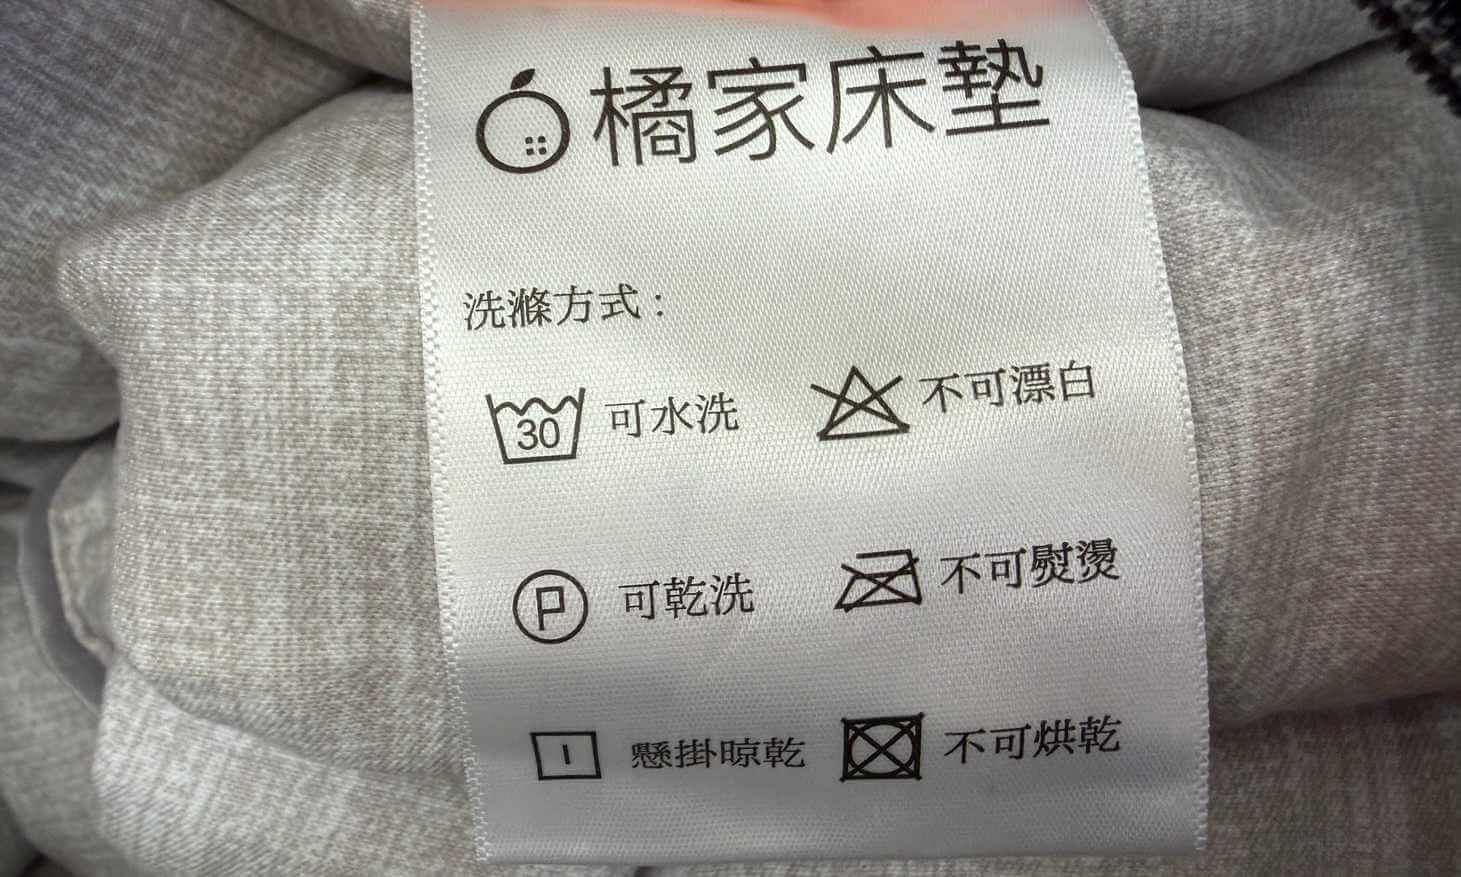 橘家床墊
洗滌方式：
30 可水洗 不可漂白
P 可乾洗 不可熨燙
懸掛晾乾 不可烘乾